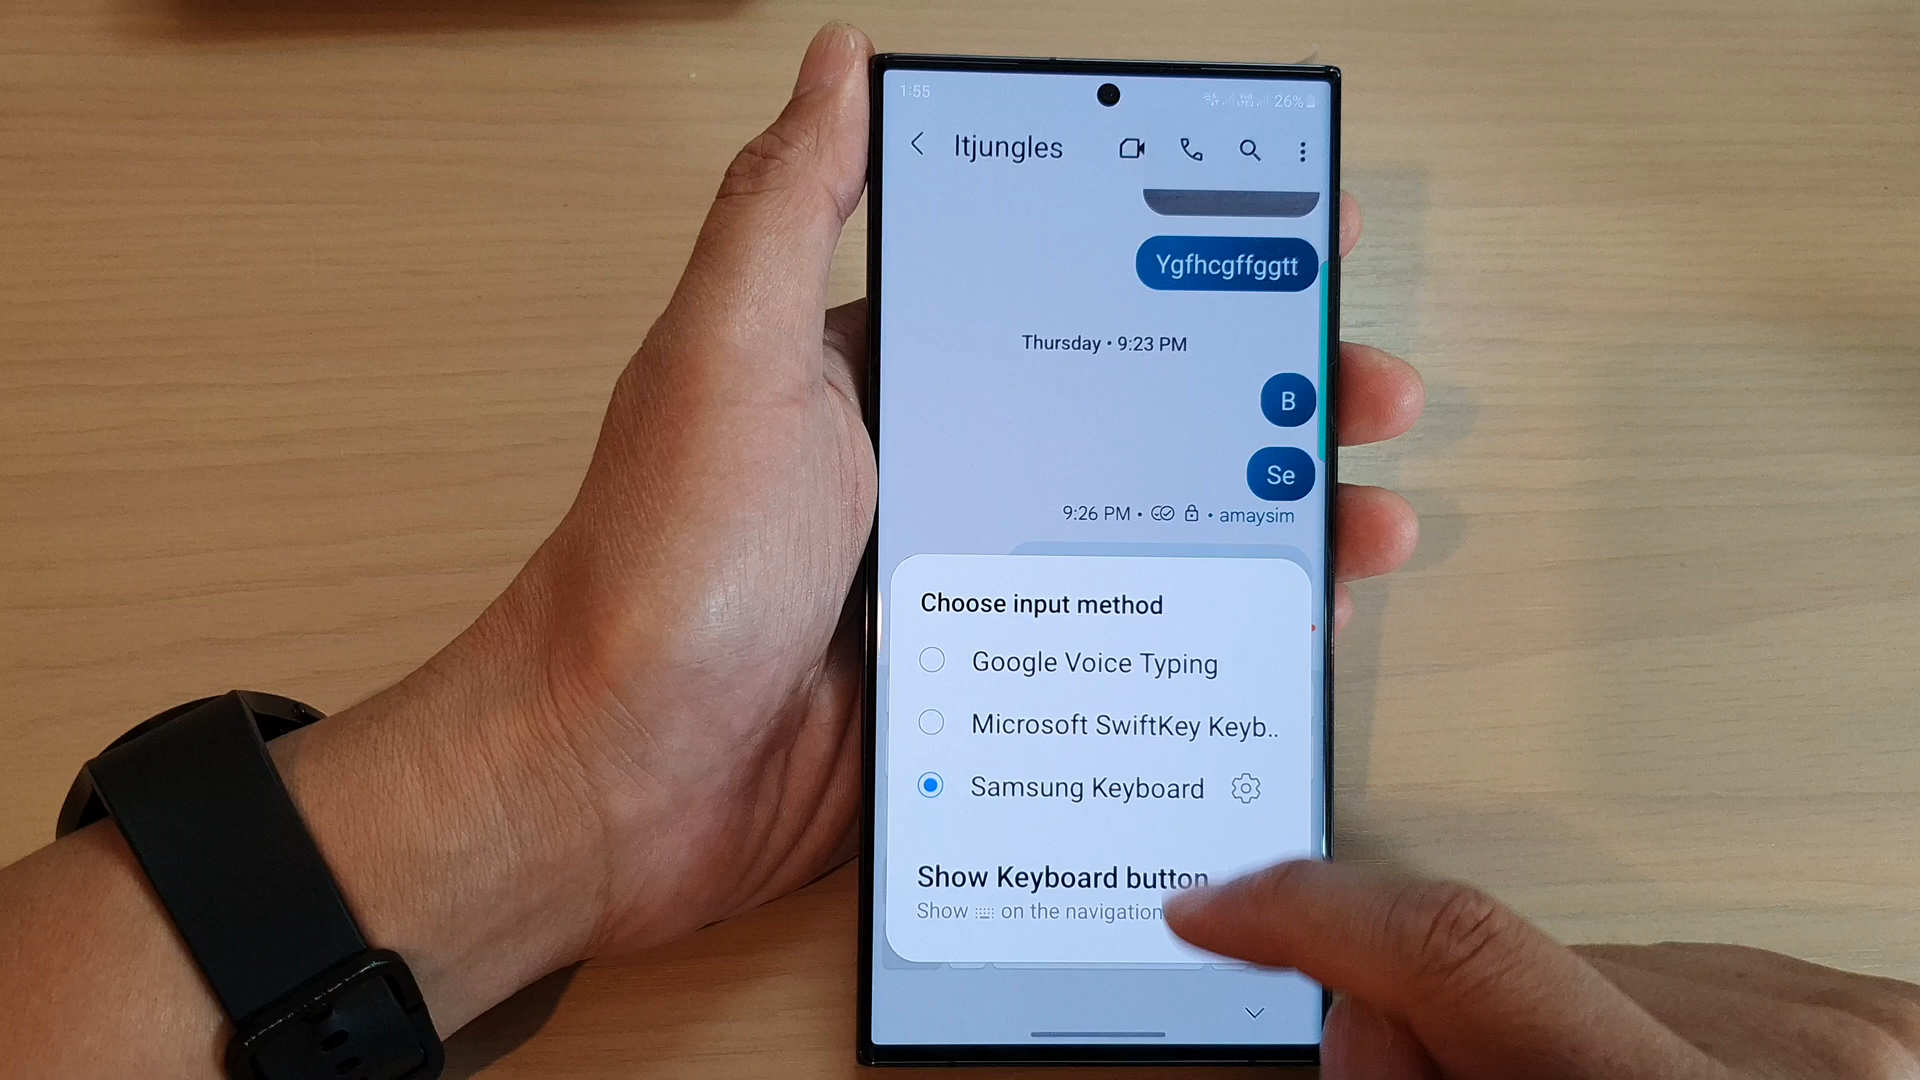 1:55
26%
Itjungles
Ygfhcgffggtt
Thursday • 9:23 PM
B
Se
9:26 PM • • amaysim
Choose input method
Google Voice Typing
Microsoft SwiftKey Keyb..
Samsung Keyboard
Show Keyboard button
Show on the navigation